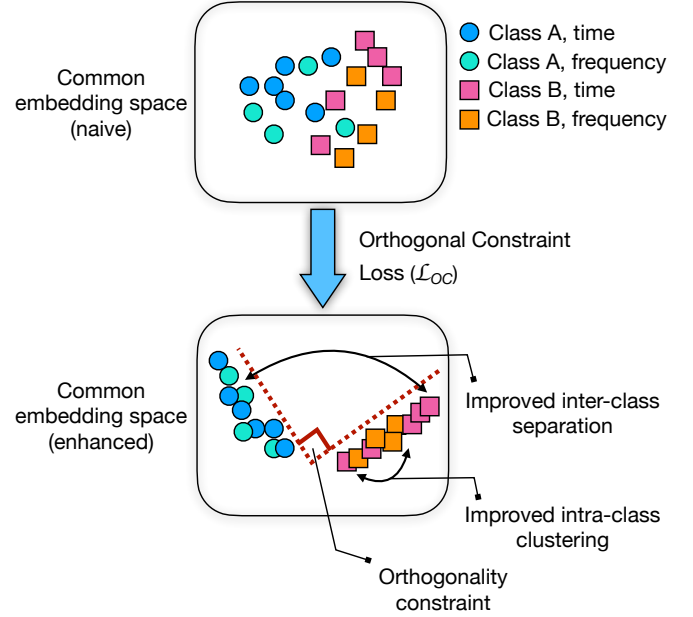 Common
embedding space
(naive)
Class A, time
Class A, frequency
Class B, time
Class B, frequency
Orthogonal Constraint
Loss (ℒOC)
Common
embedding space
(enhanced)
Improved inter-class
separation
Improved intra-class
clustering
Orthogonality
constraint